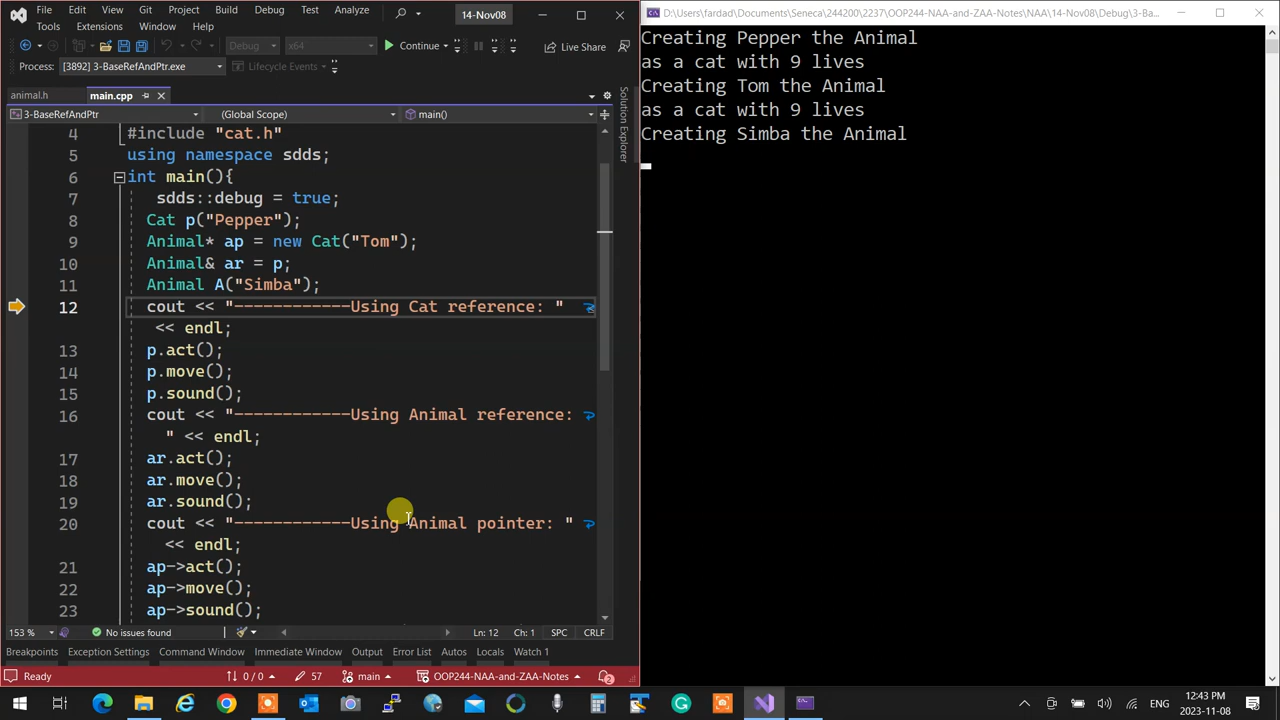 File Edit View Git Project Build Debug Test Analyze 14-Nov08
Tools Extensions Window Help
Debug x64 Continue Live Share
Process: [3892] 3-BaseRefAndPtr.exe Lifecycle Events
animal.h main.cpp
3-BaseRefAndPtr (Global Scope) main()
4 #include "cat.h"
5 using namespace sdds;
6 int main(){
7 sdds::debug = true;
8 Cat p("Pepper");
9 Animal* ap = new Cat("Tom");
10 Animal& ar = p;
11 Animal A("Simba");
12 cout << "------------Using Cat reference: "
<< endl;
13 p.act();
14 p.move();
15 p.sound();
16 cout << "------------Using Animal reference:
" << endl;
17 ar.act();
18 ar.move();
19 ar.sound();
20 cout << "------------Using Animal pointer: "
<< endl;
21 ap->act();
22 ap->move();
23 ap->sound();
153 % No issues found Ln: 12 Ch: 1 SPC CRLF
Breakpoints Exception Settings Command Window Immediate Window Output Error List Autos Locals Watch 1
Ready 0 / 0 57 main OOP244-NAA-and-ZAA-Notes 2
Solution Explorer
D:\Users\fardad\Documents\Seneca\244200\2237\OOP244-NAA-and-ZAA-Notes\NAA\14-Nov08\Debug\3-Ba...
Creating Pepper the Animal
as a cat with 9 lives
Creating Tom the Animal
as a cat with 9 lives
Creating Simba the Animal
ENG
12:43 PM
2023-11-08